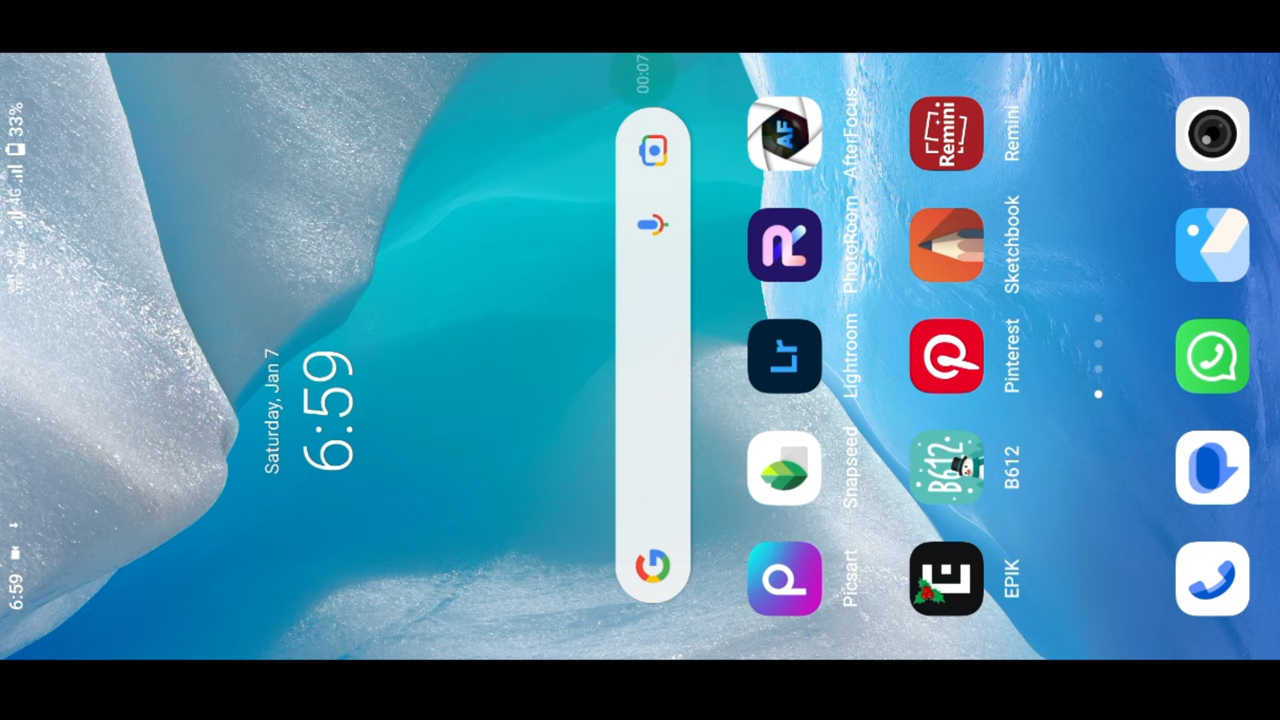 6:59
4G 33%
Saturday, Jan 7
6:59
00:07
Picsart Snapseed Lightroom PhotoRoom AfterFocus
EPIK B612 Pinterest Sketchbook Remini
Lr
AF
B612
Remini